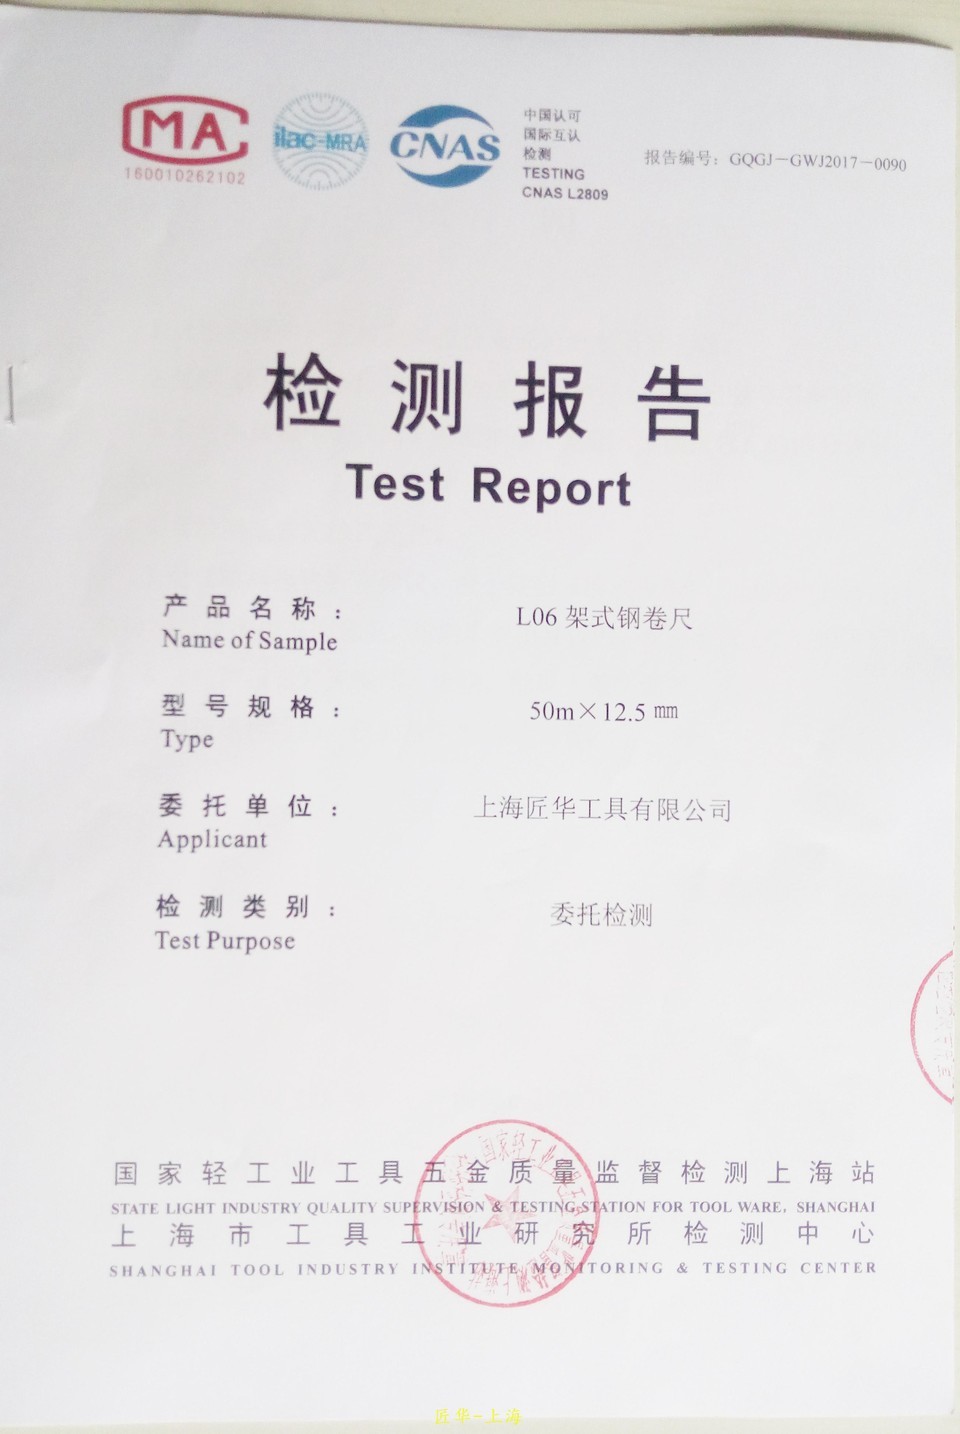 MA
160010262102
ilac-MRA
CNAS
中国认可
国际互认
检测
TESTING
CNAS L2809
报告编号：GQGJ－GWJ2017－0090
检测报告
Test Report
产品名称：
L06 架式钢卷尺
Name of Sample
型号规格：
50m×12.5㎜
Type
委托单位：
上海匠华工具有限公司
Applicant
检测类别：
委托检测
Test Purpose
国家轻工业工具五金质量监督检测上海站
STATE LIGHT INDUSTRY QUALITY SUPERVISION & TESTING STATION FOR TOOL WARE, SHANGHAI
上海市工具工业研究所检测中心
SHANGHAI TOOL INDUSTRY INSTITUTE MONITORING & TESTING CENTER
匠华-上海